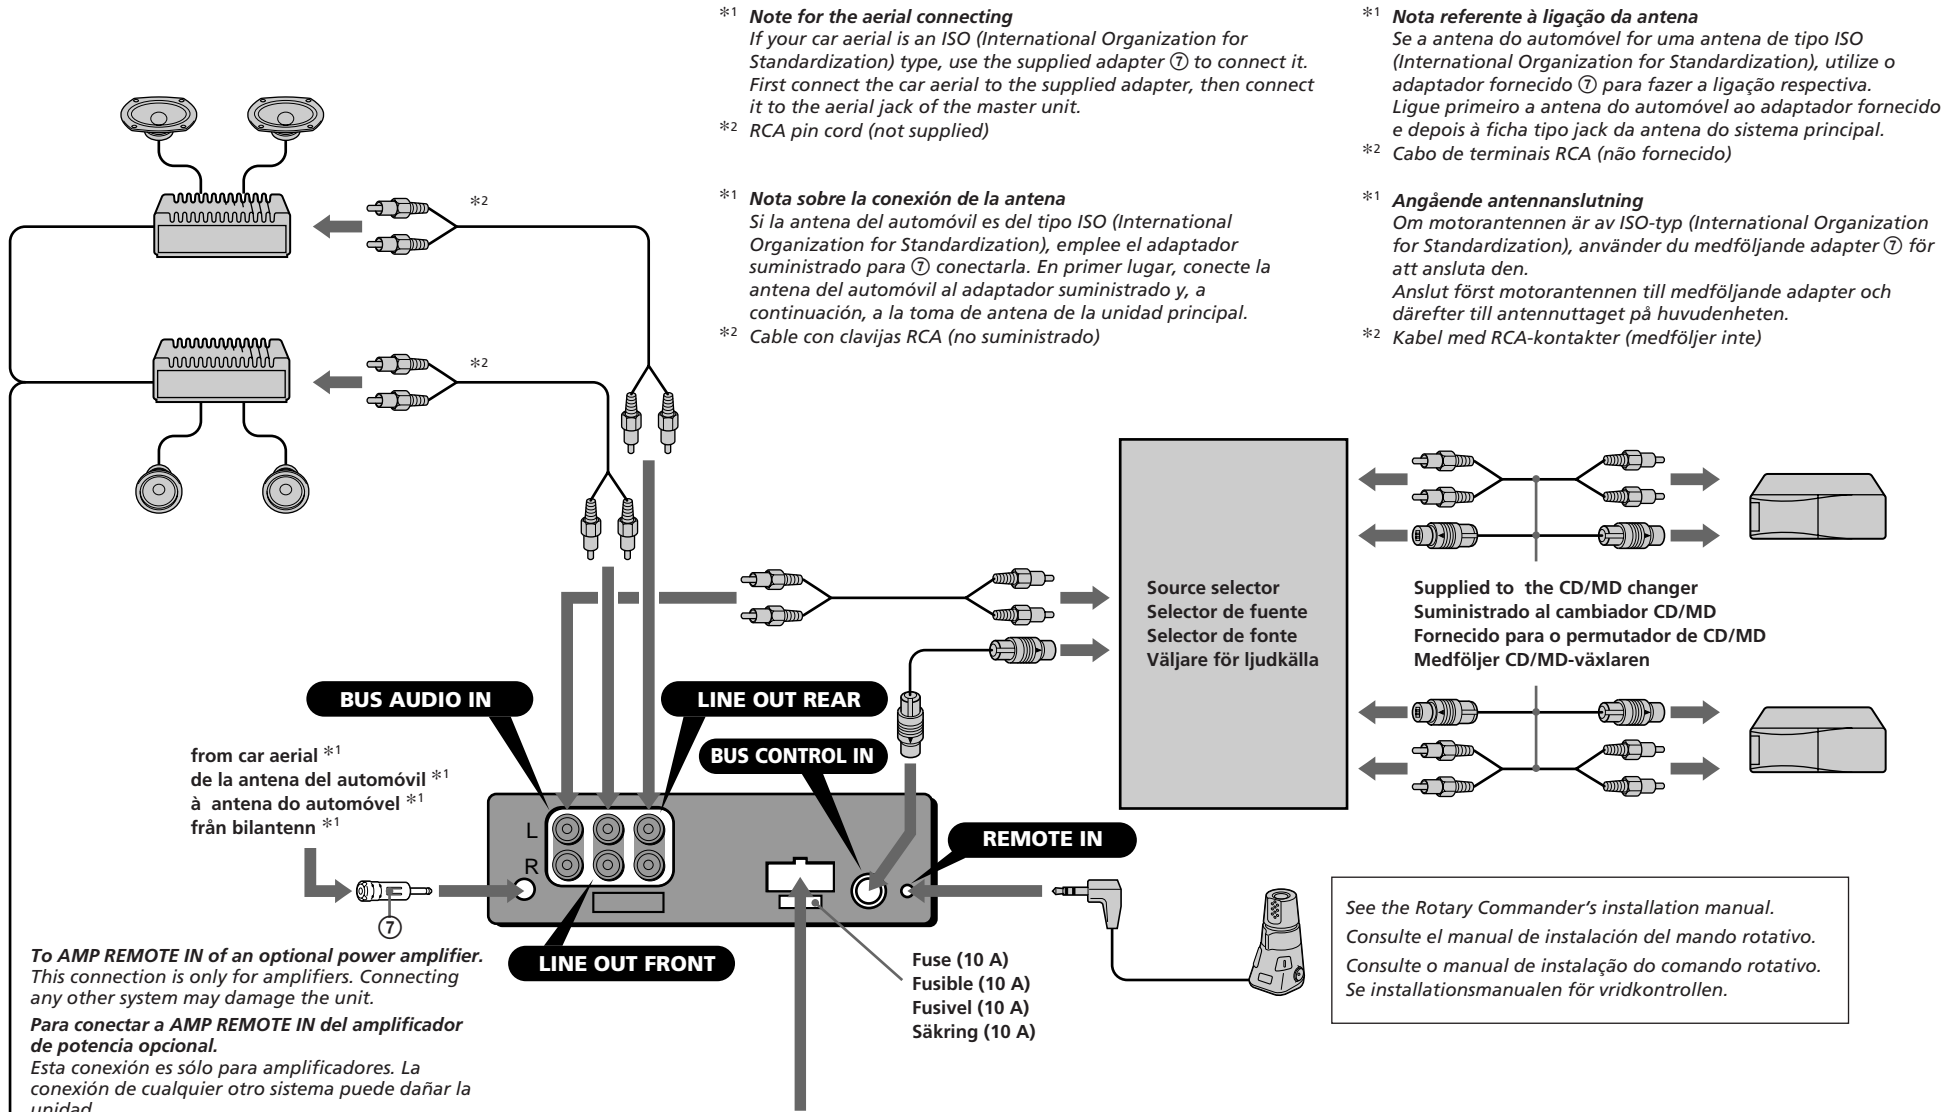 *1 Note for the aerial connecting
If your car aerial is an ISO (International Organization for
Standardization) type, use the supplied adapter ⑦ to connect it.
First connect the car aerial to the supplied adapter, then connect
it to the aerial jack of the master unit.
*2 RCA pin cord (not supplied)
*1 Nota sobre la conexión de la antena
Si la antena del automóvil es del tipo ISO (International
Organization for Standardization), emplee el adaptador
suministrado para ⑦ conectarla. En primer lugar, conecte la
antena del automóvil al adaptador suministrado y, a
continuación, a la toma de antena de la unidad principal.
*2 Cable con clavijas RCA (no suministrado)
*1 Nota referente à ligação da antena
Se a antena do automóvel for uma antena de tipo ISO
(International Organization for Standardization), utilize o
adaptador fornecido ⑦ para fazer a ligação respectiva.
Ligue primeiro a antena do automóvel ao adaptador fornecido
e depois à ficha tipo jack da antena do sistema principal.
*2 Cabo de terminais RCA (não fornecido)
*1 Angående antennanslutning
Om motorantennen är av ISO-typ (International Organization
for Standardization), använder du medföljande adapter ⑦ för
att ansluta den.
Anslut först motorantennen till medföljande adapter och
därefter till antennuttaget på huvudenheten.
*2 Kabel med RCA-kontakter (medföljer inte)
*2
*2
Source selector
Selector de fuente
Selector de fonte
Väljare för ljudkälla
Supplied to the CD/MD changer
Suministrado al cambiador CD/MD
Fornecido para o permutador de CD/MD
Medföljer CD/MD-växlaren
BUS AUDIO IN
LINE OUT REAR
BUS CONTROL IN
from car aerial *1
de la antena del automóvil *1
à antena do automóvel *1
från bilantenn *1
L
R
REMOTE IN
⑦
LINE OUT FRONT
Fuse (10 A)
Fusible (10 A)
Fusivel (10 A)
Säkring (10 A)
See the Rotary Commander's installation manual.
Consulte el manual de instalación del mando rotativo.
Consulte o manual de instalação do comando rotativo.
Se installationsmanualen för vridkontrollen.
To AMP REMOTE IN of an optional power amplifier.
This connection is only for amplifiers. Connecting
any other system may damage the unit.
Para conectar a AMP REMOTE IN del amplificador
de potencia opcional.
Esta conexión es sólo para amplificadores. La
conexión de cualquier otro sistema puede dañar la
unidad.